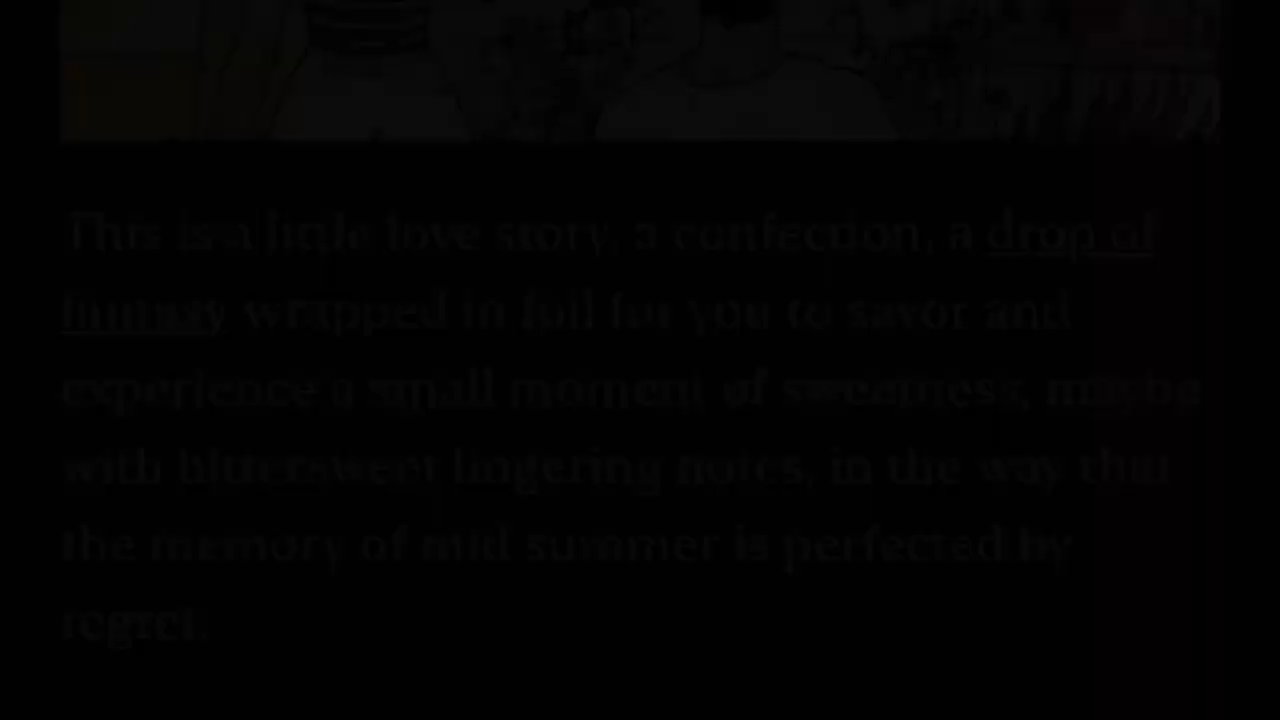 This is a little love story, a confection, a drop of
fantasy wrapped in foil for you to savor and
experience a small moment of sweetness, maybe
with bittersweet lingering notes, in the way that
the memory of mid summer is perfected by
regret.